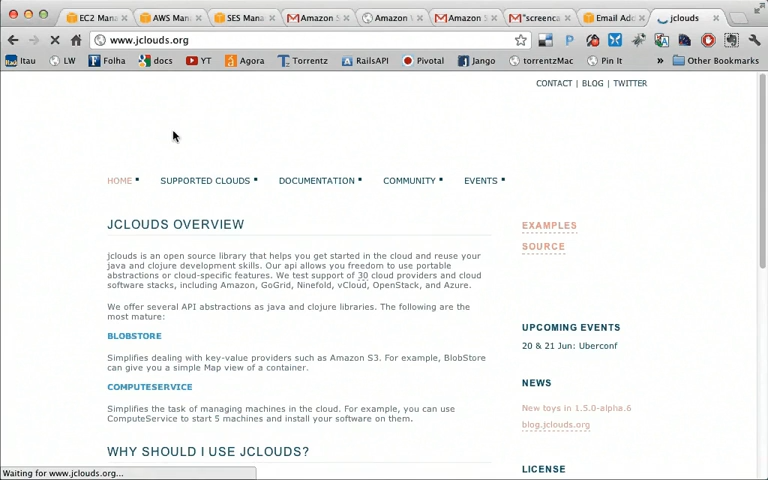 EC2 Mana
AWS Man
SES Mana
Amazon S
Amazon
Amazon S
"screenca
Email Ad
jclouds
www.jclouds.org
Itau
LW
Folha
docs
YT
Agora
Torrentz
RailsAPI
Pivotal
Jango
torrentzMac
Pin It
»
Other Bookmarks
CONTACT | BLOG | TWITTER
HOME
SUPPORTED CLOUDS
DOCUMENTATION
COMMUNITY
EVENTS
JCLOUDS OVERVIEW
jclouds is an open source library that helps you get started in the cloud and reuse your
java and clojure development skills. Our api allows you freedom to use portable
abstractions or cloud-specific features. We test support of 30 cloud providers and cloud
software stacks, including Amazon, GoGrid, Ninefold, vCloud, OpenStack, and Azure.
We offer several API abstractions as java and clojure libraries. The following are the
most mature:
BLOBSTORE
Simplifies dealing with key-value providers such as Amazon S3. For example, BlobStore
can give you a simple Map view of a container.
COMPUTESERVICE
Simplifies the task of managing machines in the cloud. For example, you can use
ComputeService to start 5 machines and install your software on them.
WHY SHOULD I USE JCLOUDS?
EXAMPLES
SOURCE
UPCOMING EVENTS
20 & 21 Jun: Uberconf
NEWS
New toys in 1.5.0-alpha.6
blog.jclouds.org
LICENSE
Waiting for www.jclouds.org...